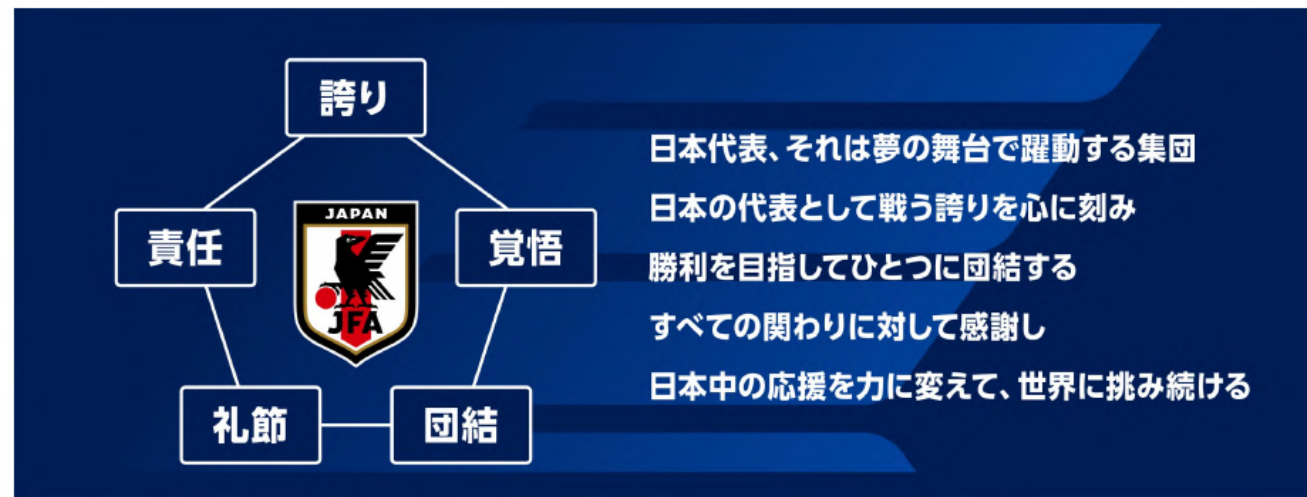 誇り
責任
JAPAN
JFA
覚悟
礼節
団結
日本代表、それは夢の舞台で躍動する集団
日本の代表として戦う誇りを心に刻み
勝利を目指してひとつに団結する
すべての関わりに対して感謝し
日本中の応援を力に変えて、世界に挑み続ける